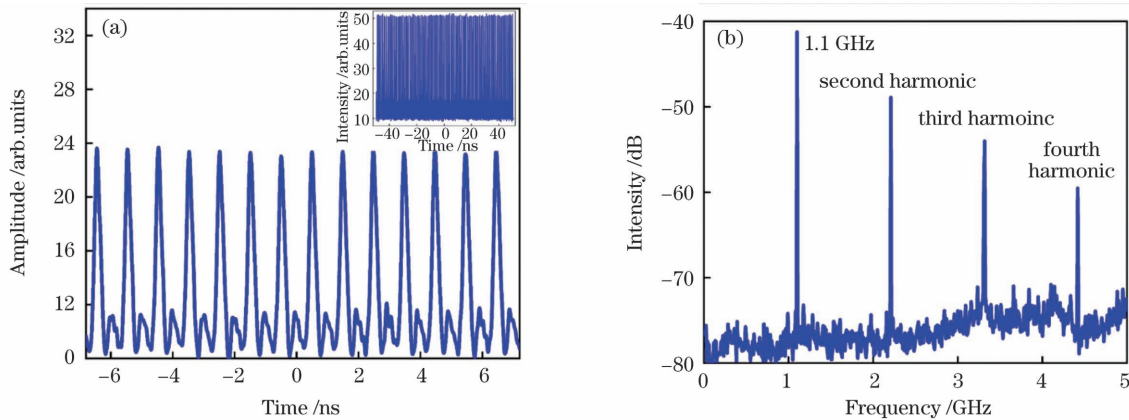 (a)
Amplitude /arb.units
32
28
24
20
16
12
0
−6
−4
−2
0
2
4
6
Time /ns
Intensity /arb.units
50
40
30
20
10
−40
−20
0
20
40
Time /ns
(b)
Intensity /dB
−40
−50
−60
−70
−80
0
1
2
3
4
5
Frequency /GHz
1.1 GHz
second harmonic
third harmoinc
fourth
harmonic